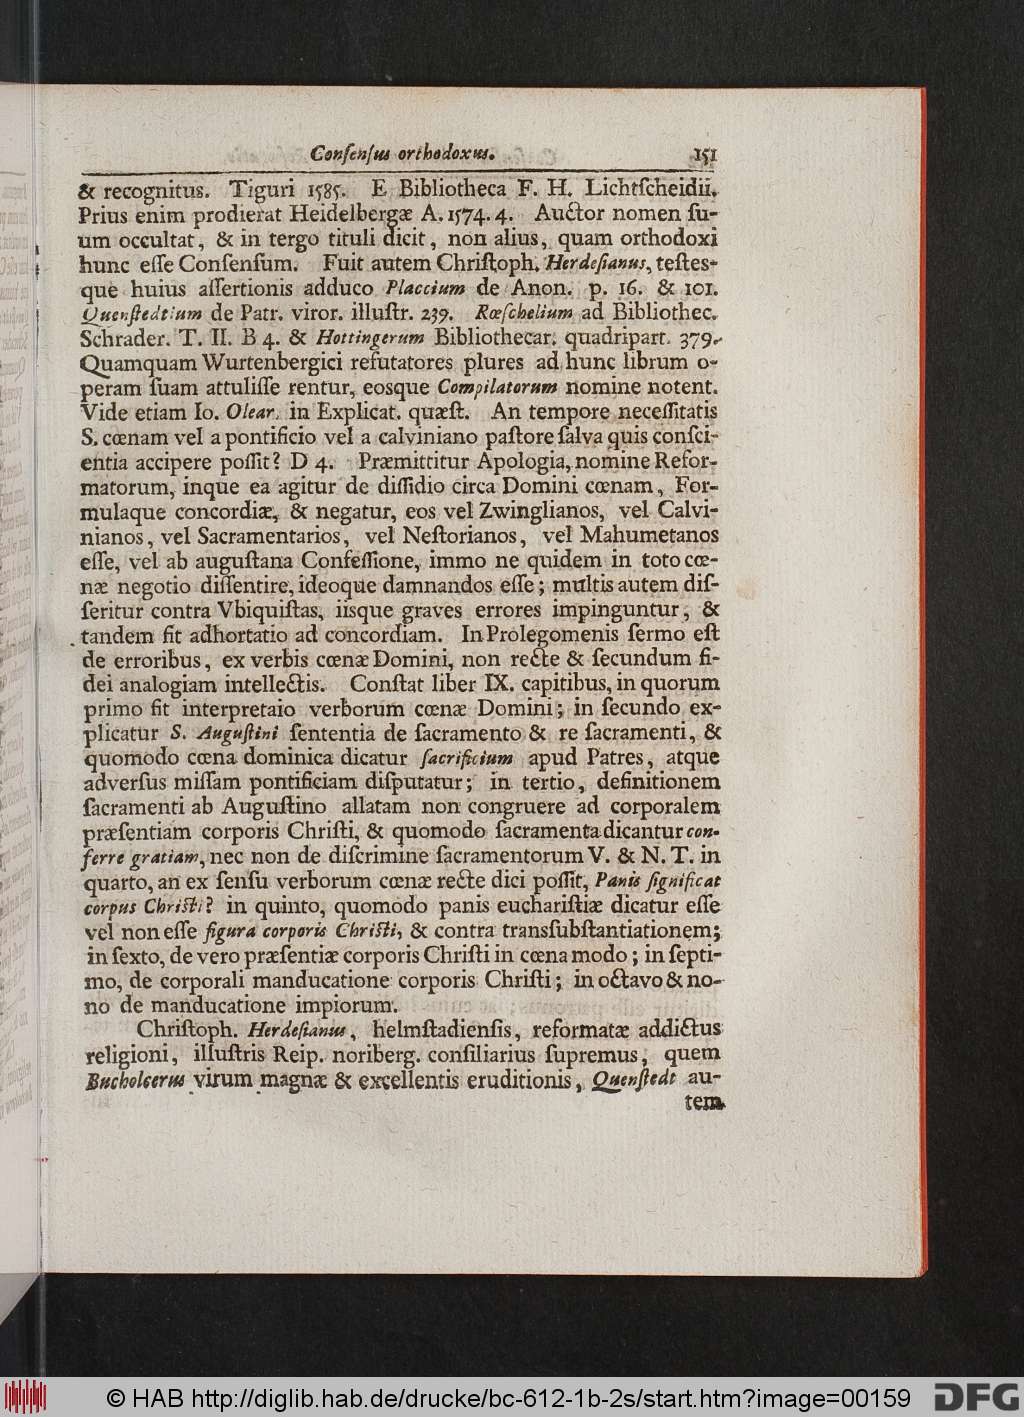 Conſenſus orthodoxus. 151
& recognitus. Tiguri 1585. E Bibliotheca F. H. Lichtſcheidii.
Prius enim prodierat Heidelbergæ A. 1574. 4. Auctor nomen ſu-
um occultat, & in tergo tituli dicit, non alius, quam orthodoxi
hunc eſſe Conſenſum. Fuit autem Chriſtoph. Herdeſianus, teſtes-
que huius aſſertionis adduco Placcium de Anon. p. 16. & 101.
Quenſtedtium de Patr. viror. illuſtr. 239. Rœſchelium ad Bibliothec.
Schrader. T. II. B 4. & Hottingerum Bibliothecar. quadripart. 379.
Quamquam Wurtenbergici refutatores plures ad hunc librum o-
peram ſuam attuliſſe rentur, eosque Compilatorum nomine notent.
Vide etiam Io. Olear. in Explicat. quæſt. An tempore neceſſitatis
S. cœnam vel a pontificio vel a calviniano paſtore ſalva quis conſci-
entia accipere poſſit? D 4. Præmittitur Apologia, nomine Refor-
matorum, inque ea agitur de diſſidio circa Domini cœnam, For-
mulaque concordiæ, & negatur, eos vel Zwinglianos, vel Calvi-
nianos, vel Sacramentarios, vel Neſtorianos, vel Mahumetanos
eſſe, vel ab auguſtana Confeſſione, immo ne quidem in toto cœ-
næ negotio diſſentire, ideoque damnandos eſſe; multis autem diſ-
ſeritur contra Vbiquiſtas, iisque graves errores impinguntur, &
tandem fit adhortatio ad concordiam. In Prolegomenis ſermo eſt
de erroribus, ex verbis cœnæ Domini, non recte & ſecundum fi-
dei analogiam intellectis. Conſtat liber IX. capitibus, in quorum
primo fit interpretaio verborum cœnæ Domini; in ſecundo ex-
plicatur S. Auguſtini ſententia de ſacramento & re ſacramenti, &
quomodo cœna dominica dicatur ſacrificium apud Patres, atque
adverſus miſſam pontificiam diſputatur; in tertio, definitionem
ſacramenti ab Auguſtino allatam non congruere ad corporalem
præſentiam corporis Chriſti, & quomodo ſacramenta dicantur con-
ferre gratiam, nec non de diſcrimine ſacramentorum V. & N. T. in
quarto, an ex ſenſu verborum cœnæ recte dici poſſit, Panis ſignificat
corpus Chriſti? in quinto, quomodo panis euchariſtiæ dicatur eſſe
vel non eſſe figura corporis Chriſti, & contra transſubſtantiationem;
in ſexto, de vero præſentiæ corporis Chriſti in cœna modo; in ſepti-
mo, de corporali manducatione corporis Chriſti; in octavo & no-
no de manducatione impiorum.
Chriſtoph. Herdeſianus, helmſtadienſis, reformatæ addictus
religioni, illuſtris Reip. noriberg. conſiliarius ſupremus, quem
Bucholcerus virum magnæ & excellentis eruditionis, Quenſtedt au-
tem
© HAB http://diglib.hab.de/drucke/bc-612-1b-2s/start.htm?image=00159
DFG